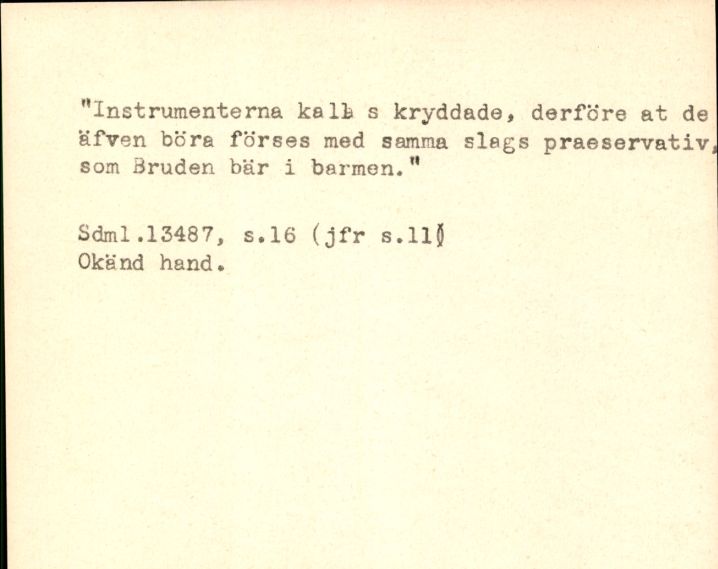 "Instrumenterna kalls kryddade, derföre at de
äfven böra förses med samma slags praeservativ,
som Bruden bär i barmen."
Sdml.13487, s.16 (jfr s.11)
Okänd hand.